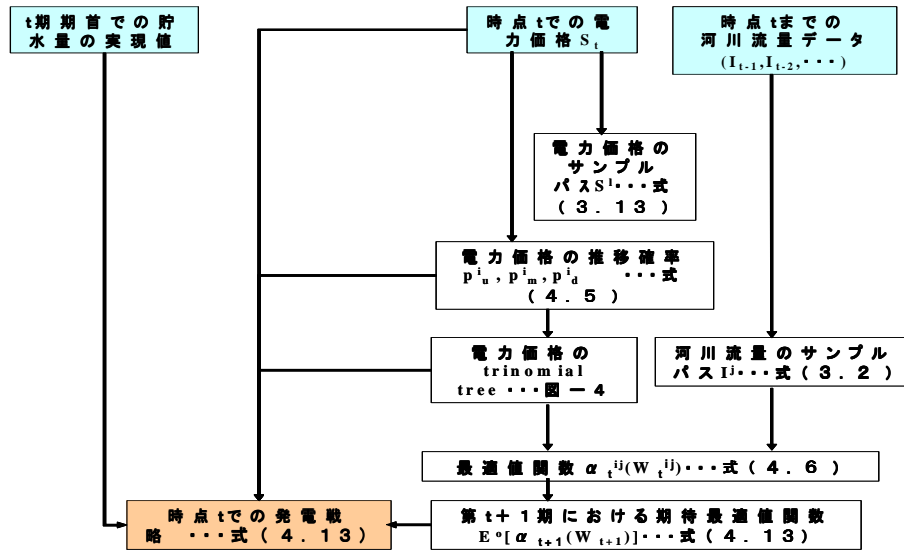 t期期首での貯
水量の実現値
時点tでの電
力価格St
時点tまでの
河川流量データ
(It-1,It-2,・・・)
電力価格の
サンプル
パスS^l・・・式
(3.13)
電力価格の推移確率
p^i_u , p^i_m, p^i_d ・・・式
(4.5)
電力価格の
trinomial
tree ・・・図ー4
河川流量のサンプル
パスI^j・・・式(3.2)
最適値関数α_t^ij(W_t^ij)・・・式(4.6)
時点tでの発電戦
略 ・・・式(4.13)
第t+1期における期待最適値関数
E^o[α_t+1(W_t+1)]・・・式(4.13)